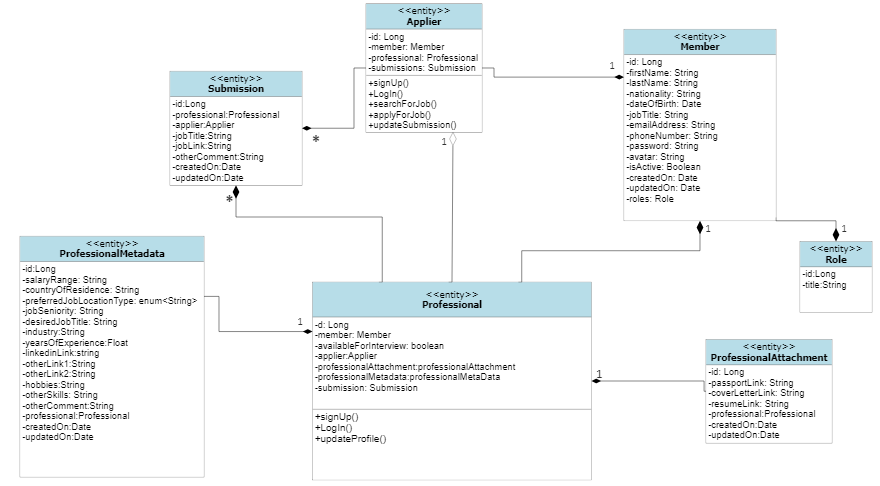 <<entity>>
Applier
-id: Long
-member: Member
-professional: Professional
-submissions: Submission
+signUp()
+LogIn()
+searchForJob()
+applyForJob()
+updateSubmission()
1
<<entity>>
Member
-id: Long
-firstName: String
-lastName: String
-nationality: String
-dateOfBirth: Date
-jobTitle: String
-emailAddress: String
-phoneNumber: String
-password: String
-avatar: String
-isActive: Boolean
-createdOn: Date
-updatedOn: Date
-roles: Role
1
1
1
<<entity>>
Submission
-id:Long
-professional:Professional
-applier:Applier
-jobTitle:String
-jobLink:String
-otherComment:String
-createdOn:Date
-updatedOn:Date
*
*
<<entity>>
Role
-id:Long
-title:String
<<entity>>
ProfessionalMetadata
-id:Long
-salaryRange: String
-countryOfResidence: String
-preferredJobLocationType: enum<String>
-jobSeniority: String
-desiredJobTitle: String
-industry:String
-yearsOfExperience:Float
-linkedinLink:string
-otherLink1:String
-otherLink2:String
-hobbies:String
-otherSkills: String
-otherComment:String
-professional:Professional
-createdOn:Date
-updatedOn:Date
1
<<entity>>
Professional
-d: Long
-member: Member
-availableForInterview: boolean
-applier:Applier
-professionalAttachment:professionalAttachment
-professionalMetadata:professionalMetaData
-submission: Submission
+signUp()
+LogIn()
+updateProfile()
1
<<entity>>
ProfessionalAttachment
-id: Long
-passportLink: String
-coverLetterLink: String
-resumeLink: String
-professional:Professional
-createdOn:Date
-updatedOn:Date